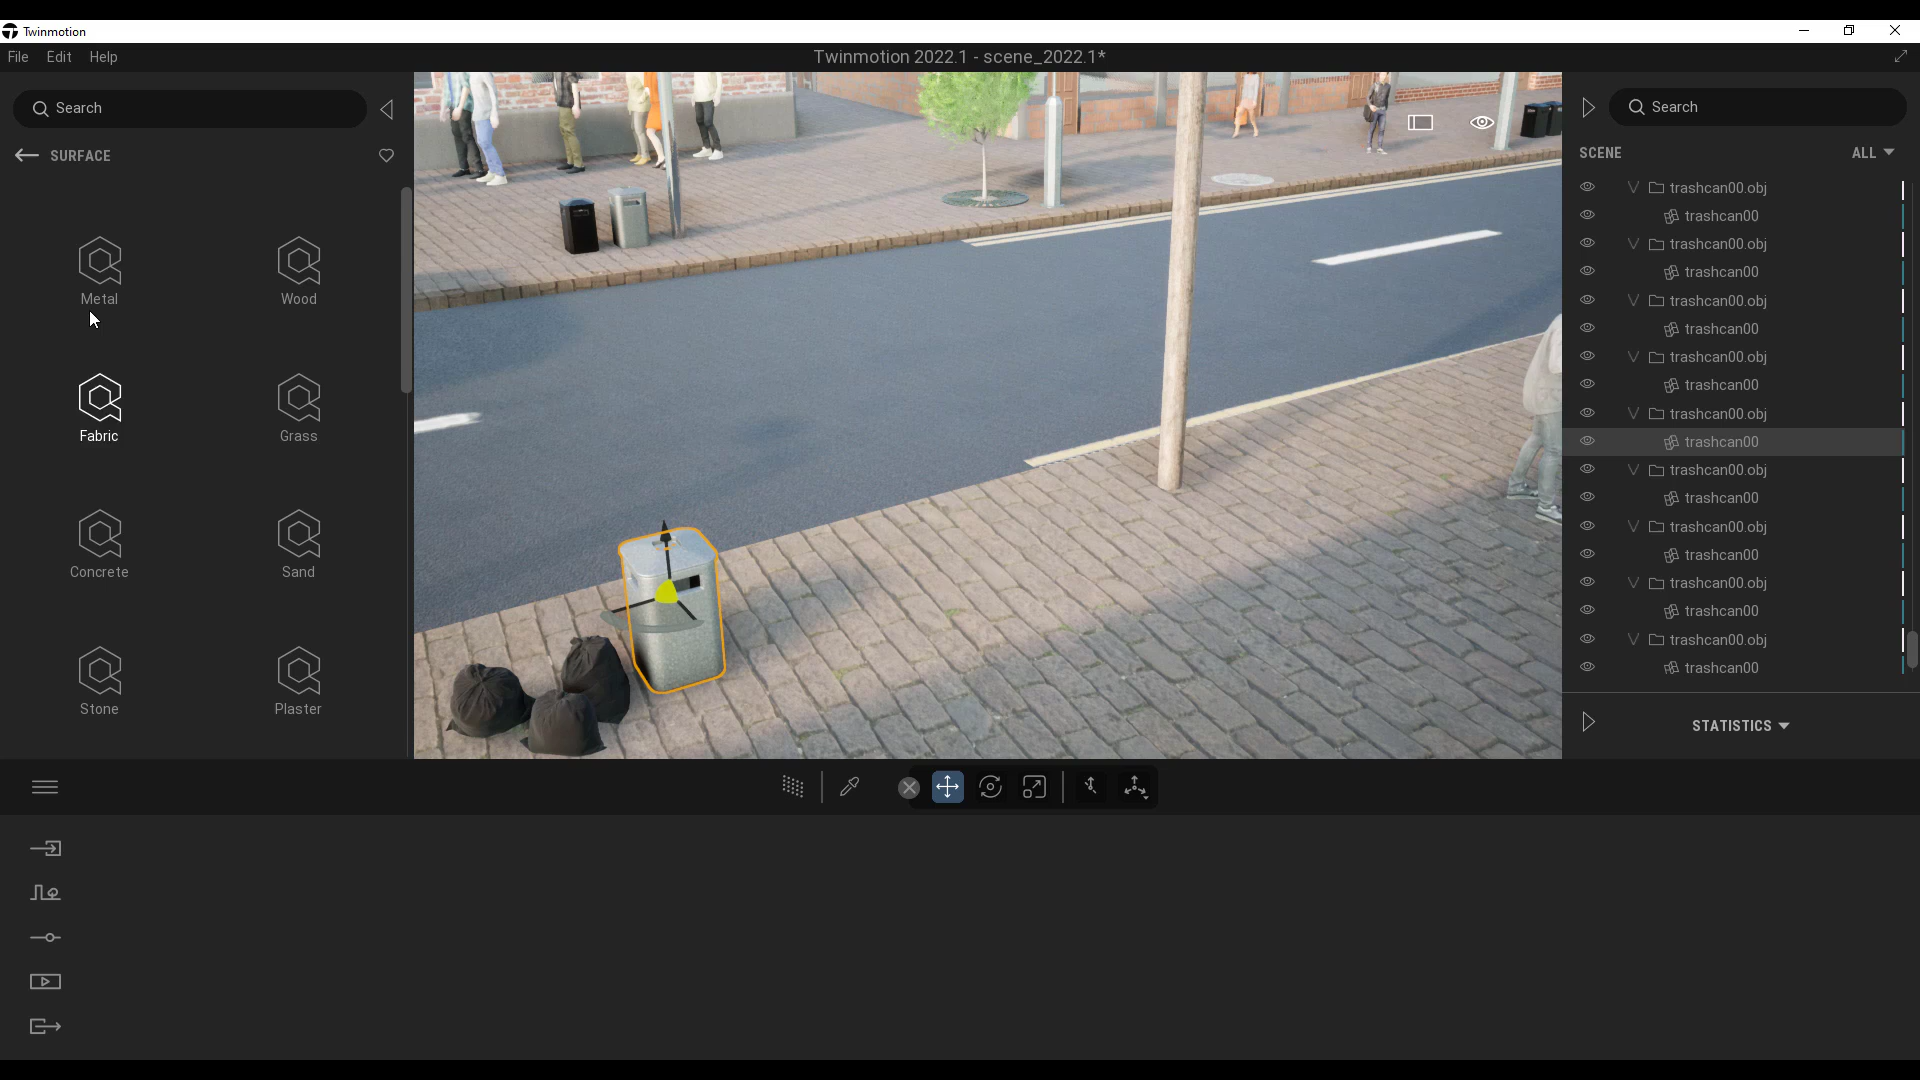 Twinmotion
File Edit Help
Twinmotion 2022.1 - scene_2022.1*
Search
SURFACE
Metal
Wood
Fabric
Grass
Concrete
Sand
Stone
Plaster
Search
SCENE
ALL
trashcan00.obj
trashcan00
trashcan00.obj
trashcan00
trashcan00.obj
trashcan00
trashcan00.obj
trashcan00
trashcan00.obj
trashcan00
trashcan00.obj
trashcan00
trashcan00.obj
trashcan00
trashcan00.obj
trashcan00
trashcan00.obj
trashcan00
STATISTICS